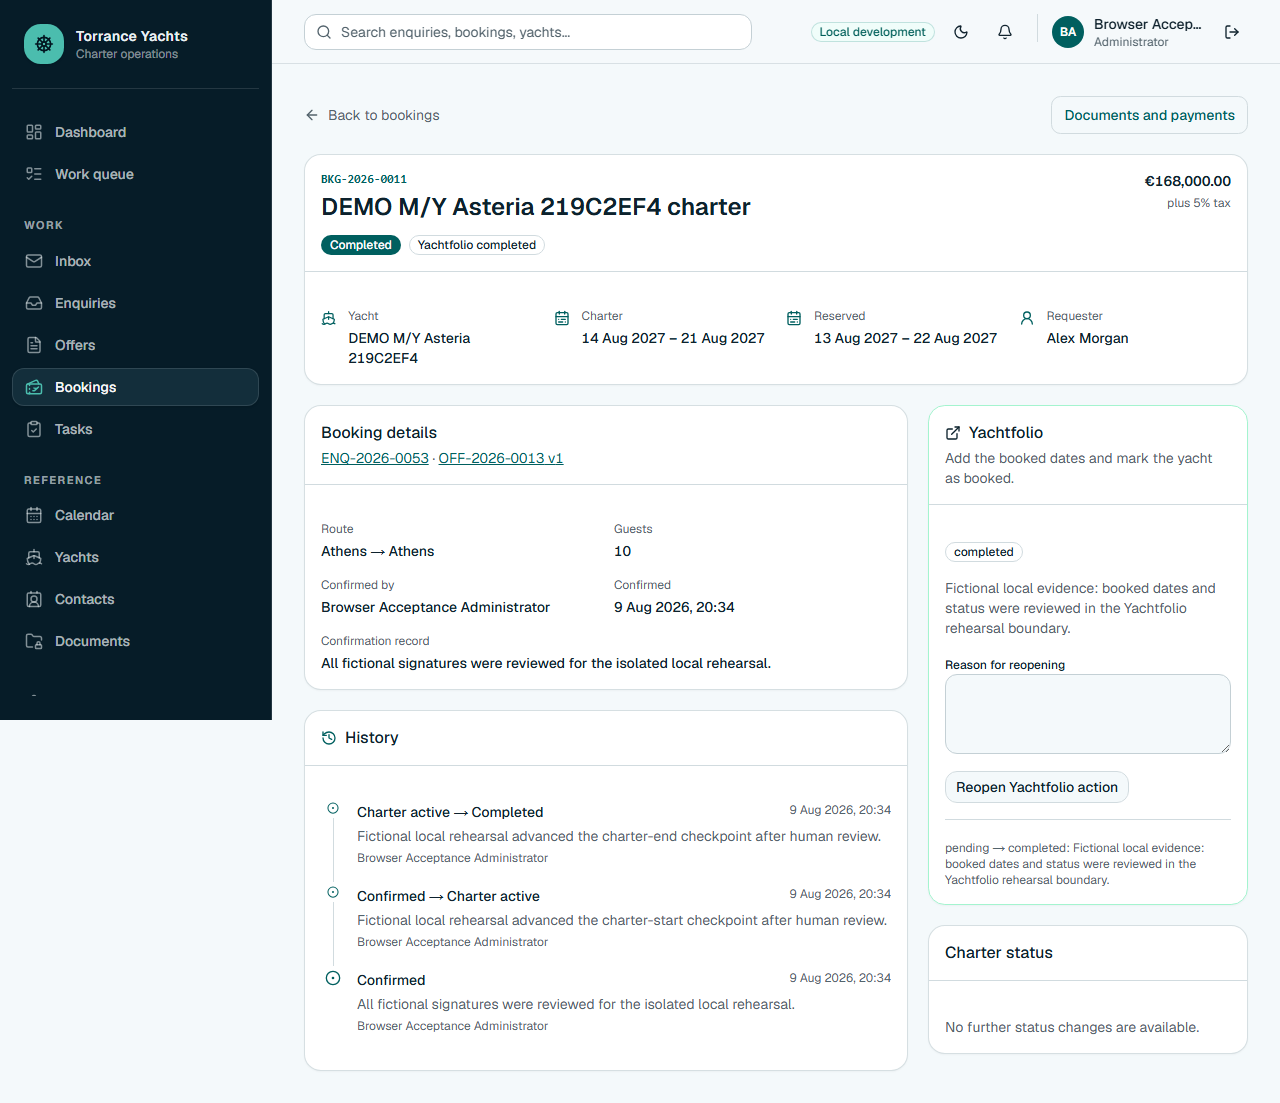 Torrance Yachts
Charter operations
Dashboard
Work queue
WORK
Inbox
Enquiries
Offers
Bookings
Tasks
REFERENCE
Calendar
Yachts
Contacts
Documents
Search enquiries, bookings, yachts...
Local development
BA
Browser Accep...
Administrator
Back to bookings
Documents and payments
BKG-2026-0011
DEMO M/Y Asteria 219C2EF4 charter
€168,000.00
plus 5% tax
Completed
Yachtfolio completed
Yacht
DEMO M/Y Asteria
219C2EF4
Charter
14 Aug 2027 – 21 Aug 2027
Reserved
13 Aug 2027 – 22 Aug 2027
Requester
Alex Morgan
Booking details
ENQ-2026-0053 · OFF-2026-0013 v1
Route
Athens → Athens
Guests
10
Confirmed by
Browser Acceptance Administrator
Confirmed
9 Aug 2026, 20:34
Confirmation record
All fictional signatures were reviewed for the isolated local rehearsal.
History
Charter active → Completed
9 Aug 2026, 20:34
Fictional local rehearsal advanced the charter-end checkpoint after human review.
Browser Acceptance Administrator
Confirmed → Charter active
9 Aug 2026, 20:34
Fictional local rehearsal advanced the charter-start checkpoint after human review.
Browser Acceptance Administrator
Confirmed
9 Aug 2026, 20:34
All fictional signatures were reviewed for the isolated local rehearsal.
Browser Acceptance Administrator
Yachtfolio
Add the booked dates and mark the yacht
as booked.
completed
Fictional local evidence: booked dates and
status were reviewed in the Yachtfolio
rehearsal boundary.
Reason for reopening
Reopen Yachtfolio action
pending → completed: Fictional local evidence:
booked dates and status were reviewed in the
Yachtfolio rehearsal boundary.
Charter status
No further status changes are available.